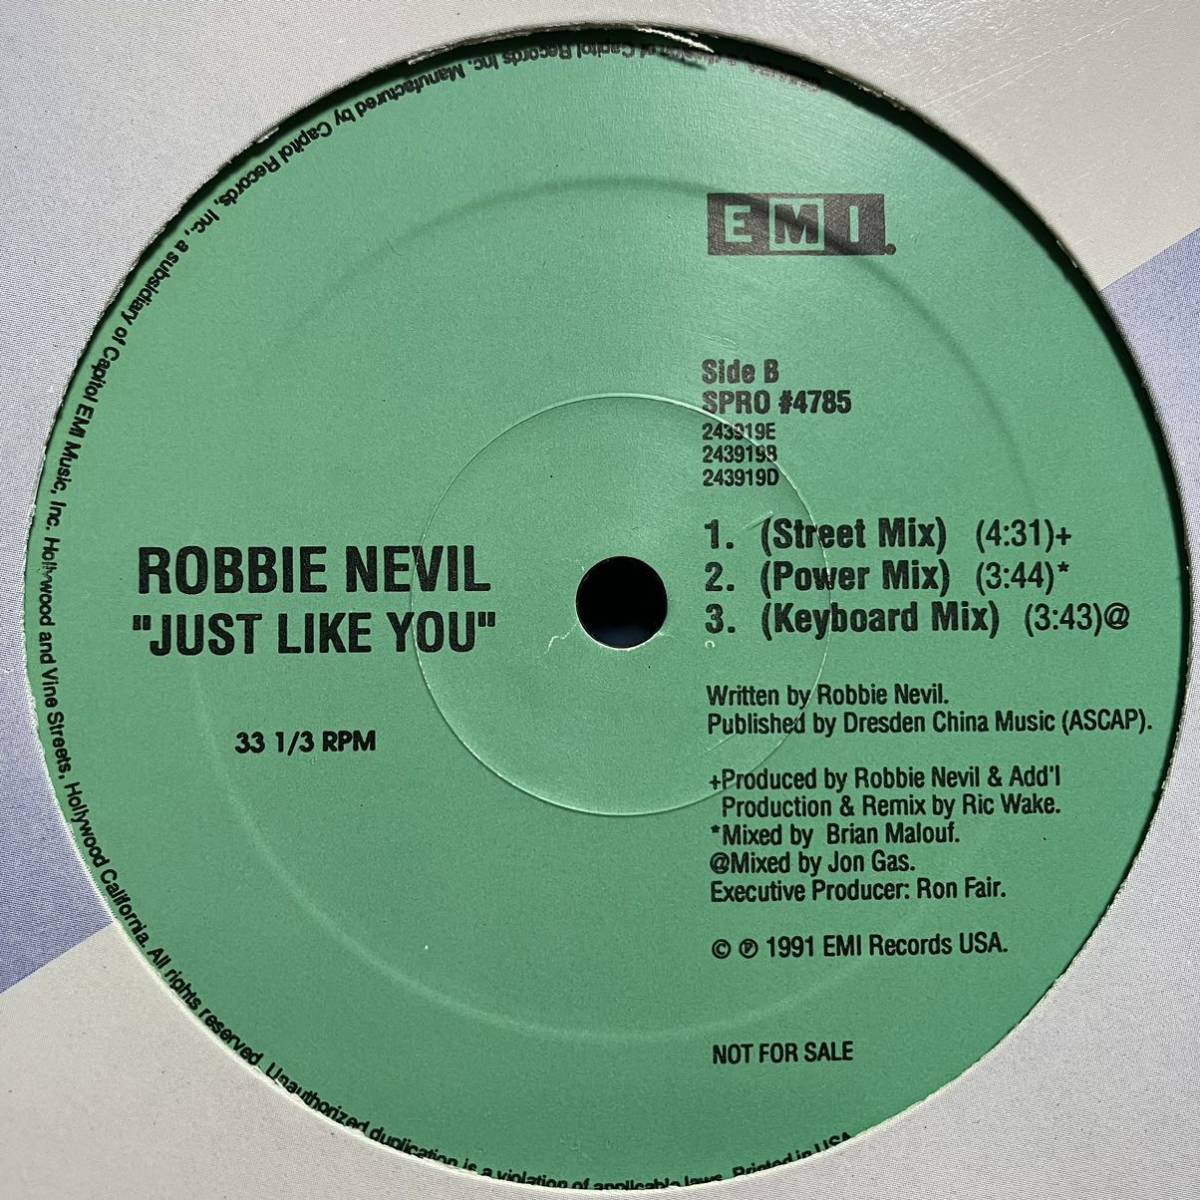 EMI
Side B
SPRO #4785
243919E
243919B
243919D
1. (Street Mix) (4:31)+
2. (Power Mix) (3:44)*
3. (Keyboard Mix) (3:43)@
ROBBIE NEVIL
"JUST LIKE YOU"
33 1/3 RPM
Written by Robbie Nevil.
Published by Dresden China Music (ASCAP).
+Produced by Robbie Nevil & Add'l
Production & Remix by Ric Wake.
*Mixed by Brian Malouf.
@Mixed by Jon Gas.
Executive Producer: Ron Fair.
© ℗ 1991 EMI Records USA.
NOT FOR SALE
of Capitol Records Inc. Manufactured by Capitol Records, Inc., a subsidiary of Capitol EMI Music, Inc. Hollywood and Vine Streets, Hollywood California. All rights reserved. Unauthorized duplication is a violation of applicable laws. Printed in USA